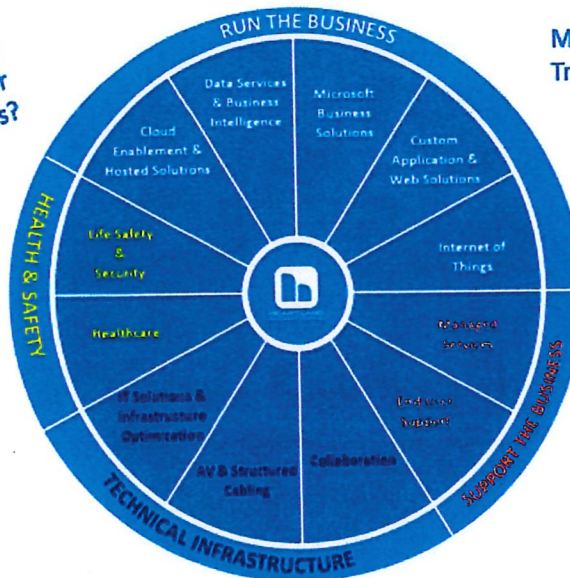 RUN THE BUSINESS
Data Services
& Business
Intelligence
Microsoft
Business
Solutions
Cloud
Enablement &
Hosted Solutions
Custom
Application &
Web Solutions
Life Safety
&
Security
Internet of
Things
Healthcare
Managed
Services
IT Solutions &
Infrastructure
Optimization
End User
Support
AV & Structured
Cabling
Collaboration
HEALTH & SAFETY
SUPPORT THE BUSINESS
TECHNICAL INFRASTRUCTURE